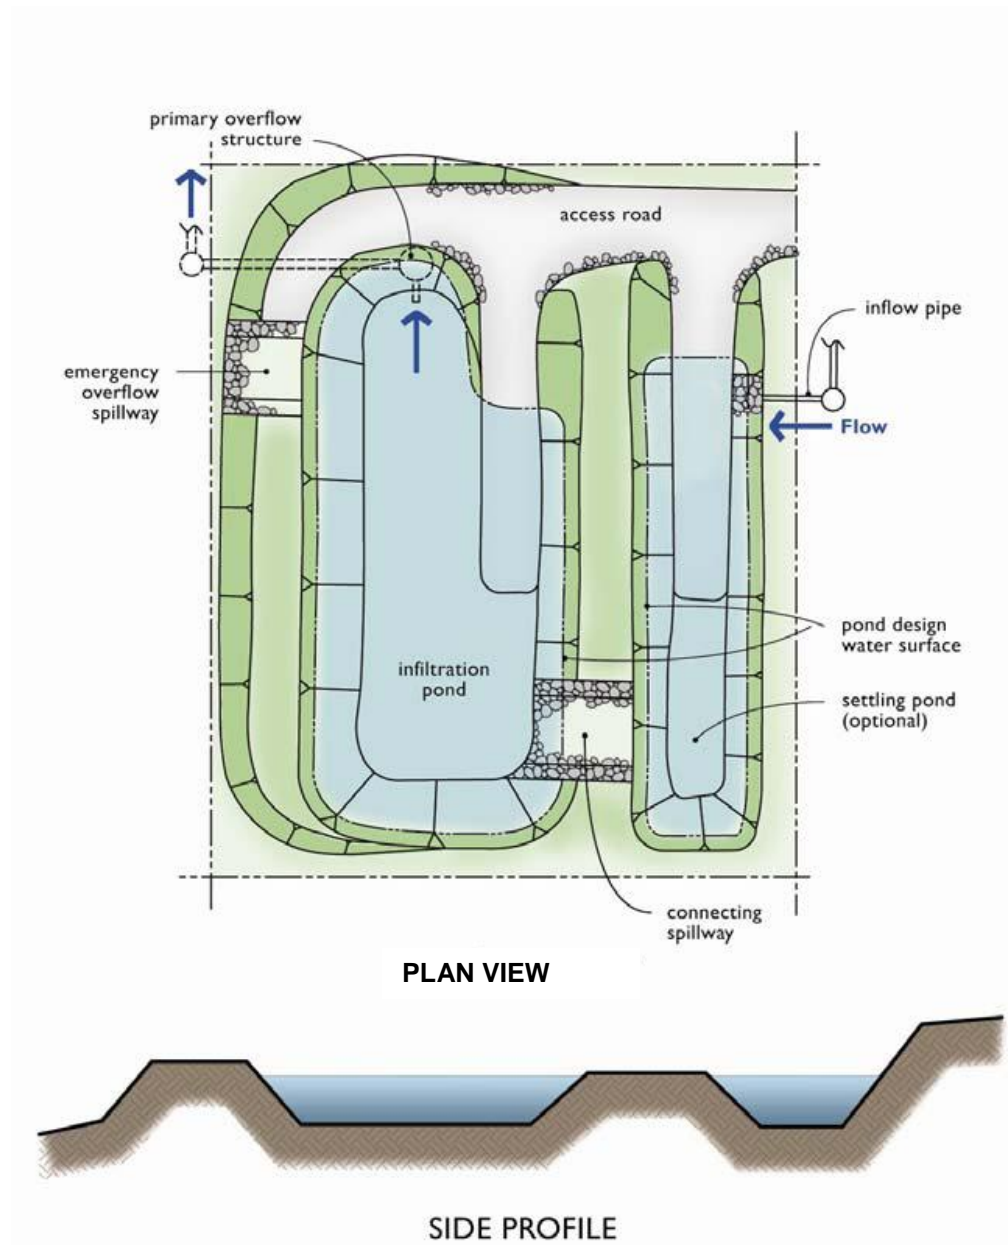 primary overflow
structure
access road
inflow pipe
emergency
overflow
spillway
Flow
pond design
water surface
infiltration
pond
settling pond
(optional)
connecting
spillway
PLAN VIEW
SIDE PROFILE